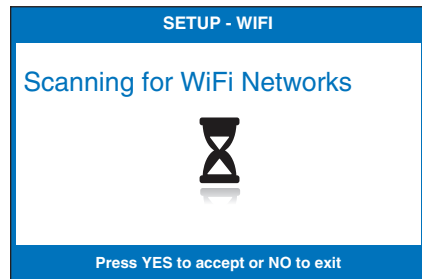 SETUP - WIFI
Scanning for WiFi Networks
Press YES to accept or NO to exit